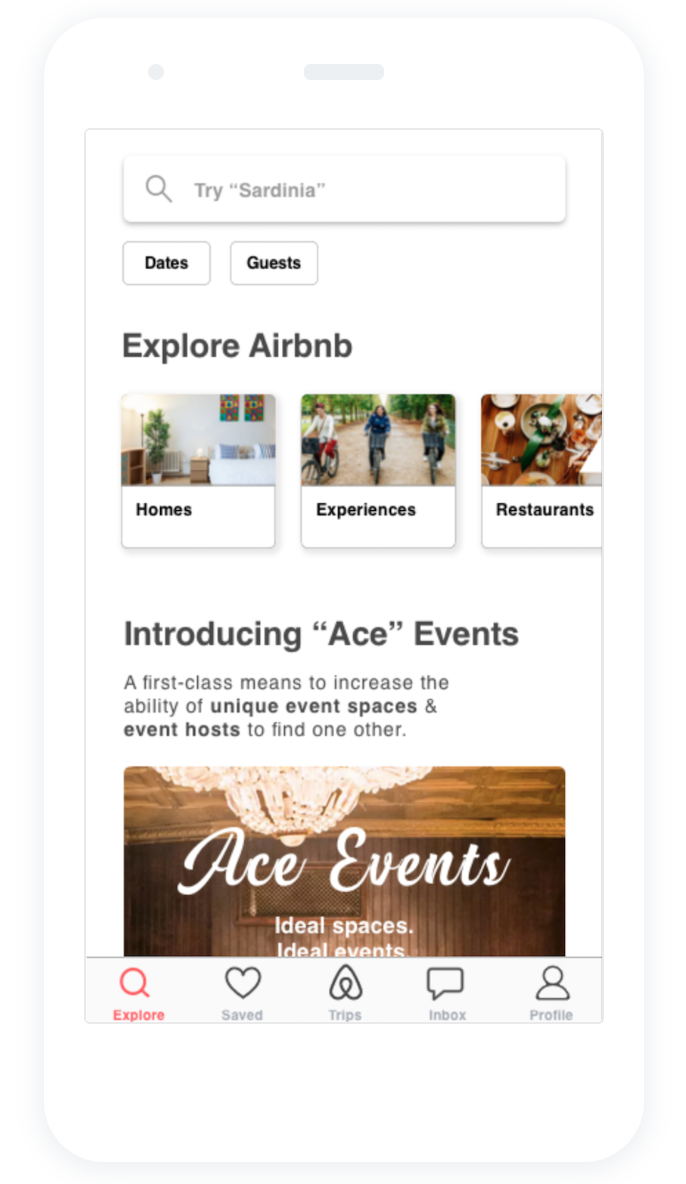 Try “Sardinia”
Dates Guests
Explore Airbnb
Homes Experiences Restaurants
Introducing “Ace” Events
A first-class means to increase the
ability of unique event spaces &
event hosts to find one other.
Ace Events
Ideal spaces.
Ideal events.
Explore Saved Trips Inbox Profile